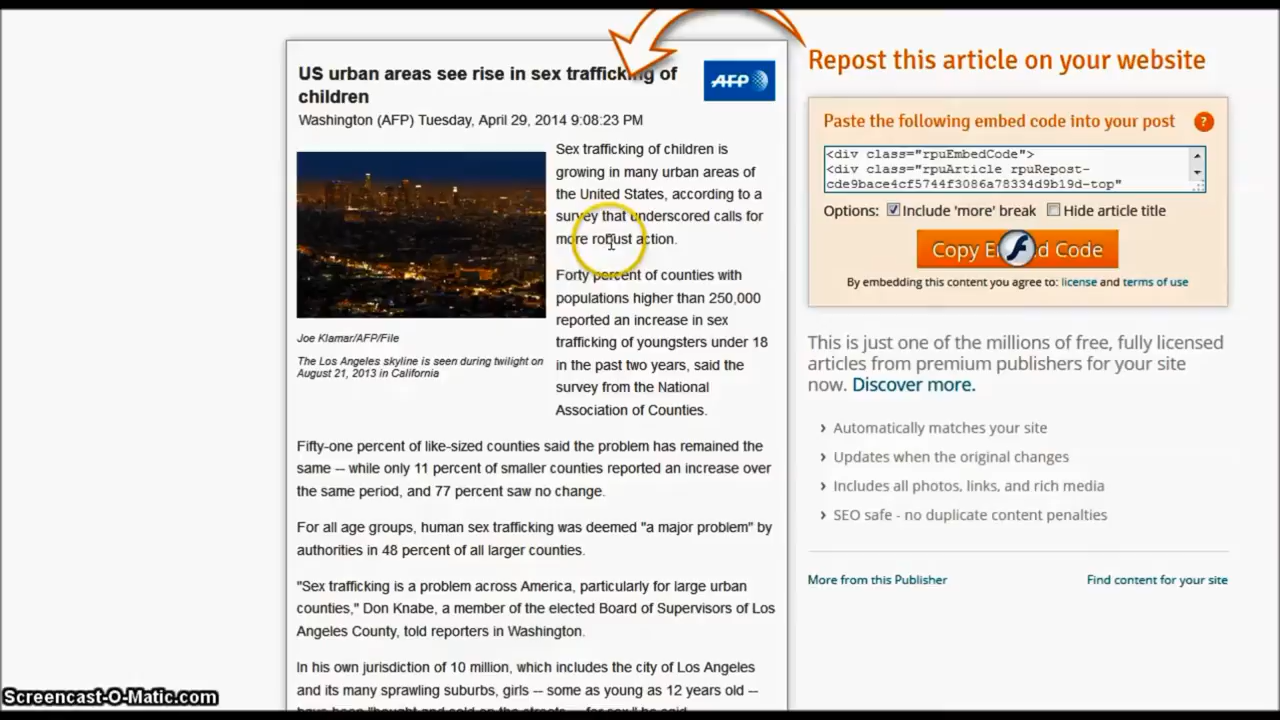 US urban areas see rise in sex trafficking of
children
AFP
Washington (AFP) Tuesday, April 29, 2014 9:08:23 PM
Sex trafficking of children is
growing in many urban areas of
the United States, according to a
survey that underscored calls for
more robust action.
Forty percent of counties with
populations higher than 250,000
reported an increase in sex
trafficking of youngsters under 18
in the past two years, said the
survey from the National
Association of Counties.
Joe Klamar/AFP/File
The Los Angeles skyline is seen during twilight on
August 21, 2013 in California
Fifty-one percent of like-sized counties said the problem has remained the
same -- while only 11 percent of smaller counties reported an increase over
the same period, and 77 percent saw no change.
For all age groups, human sex trafficking was deemed "a major problem" by
authorities in 48 percent of all larger counties.
"Sex trafficking is a problem across America, particularly for large urban
counties," Don Knabe, a member of the elected Board of Supervisors of Los
Angeles County, told reporters in Washington.
In his own jurisdiction of 10 million, which includes the city of Los Angeles
and its many sprawling suburbs, girls -- some as young as 12 years old --
have been "bought and sold on the streets -- for sex," he said
Repost this article on your website
Paste the following embed code into your post ?
<div class="rpuEmbedCode">
<div class="rpuArticle rpuRepost-
cde9bace4cf5744f3086a78334d9b19d-top"
Options: Include 'more' break Hide article title
Copy Embed Code
By embedding this content you agree to: license and terms of use
This is just one of the millions of free, fully licensed
articles from premium publishers for your site
now. Discover more.
› Automatically matches your site
› Updates when the original changes
› Includes all photos, links, and rich media
› SEO safe - no duplicate content penalties
More from this Publisher Find content for your site
Screencast-O-Matic.com